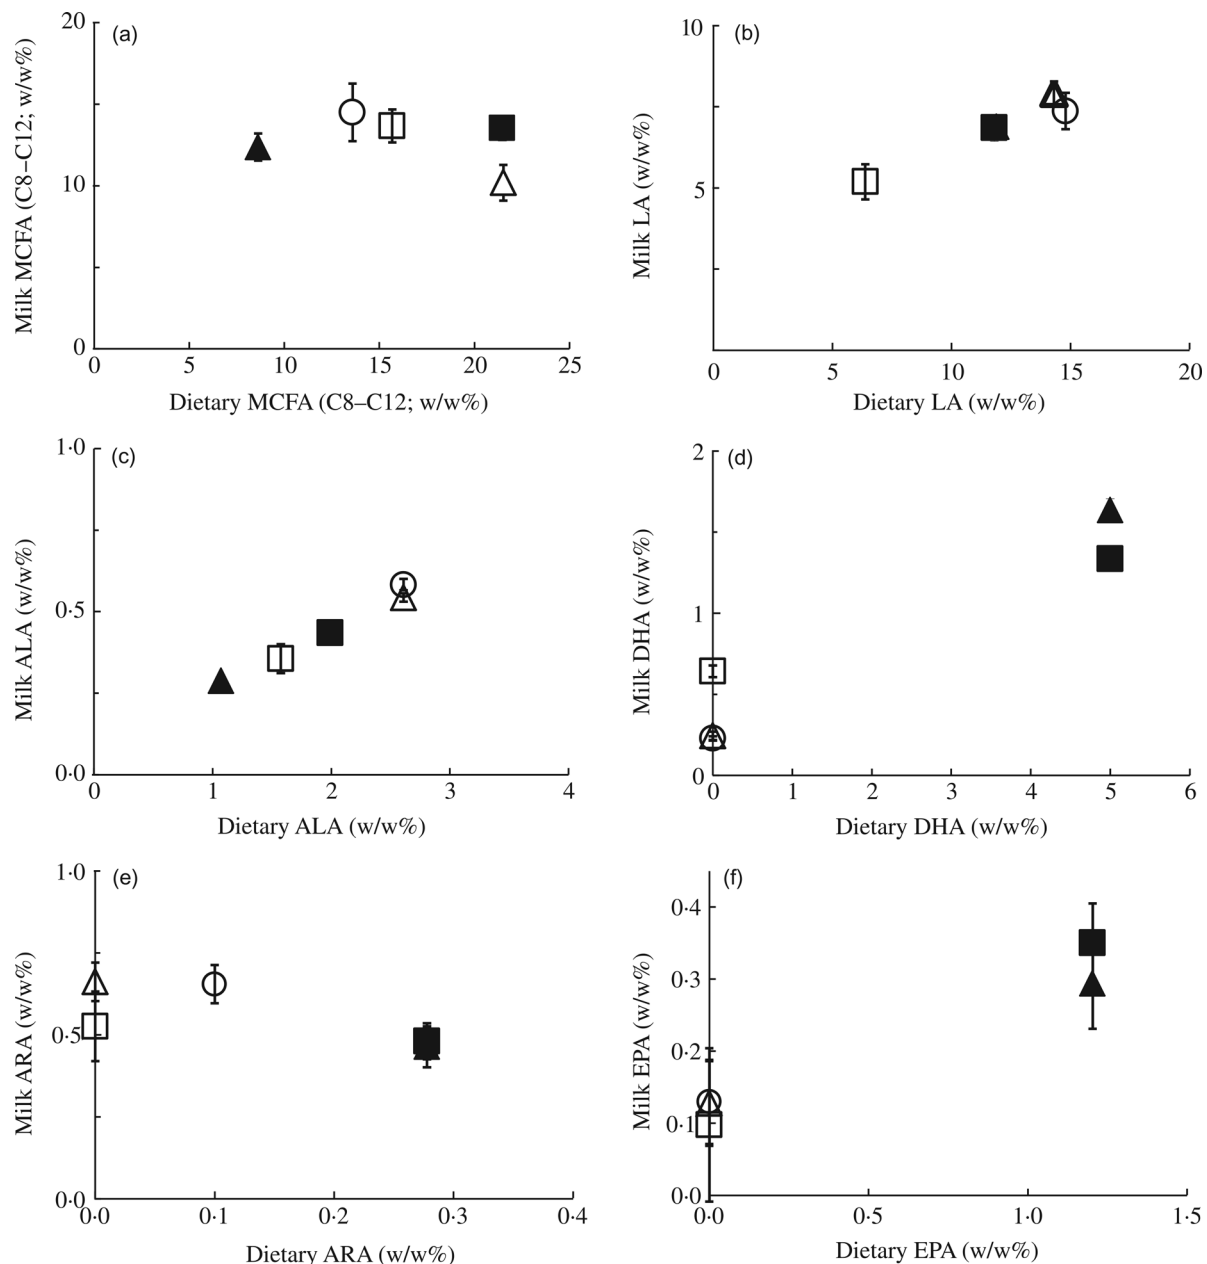 (a)
20
10
0
0 5 10 15 20 25
Milk MCFA (C8–C12; w/w%)
Dietary MCFA (C8–C12; w/w%)
(b)
10
5
0 5 10 15 20
Milk LA (w/w%)
Dietary LA (w/w%)
(c)
1·0
0·5
0·0
0 1 2 3 4
Milk ALA (w/w%)
Dietary ALA (w/w%)
(d)
2
1
0
0 1 2 3 4 5 6
Milk DHA (w/w%)
Dietary DHA (w/w%)
(e)
1·0
0·5
0·0
0·0 0·1 0·2 0·3 0·4
Milk ARA (w/w%)
Dietary ARA (w/w%)
(f)
0·4
0·3
0·2
0·1
0·0
0·0 0·5 1·0 1·5
Milk EPA (w/w%)
Dietary EPA (w/w%)